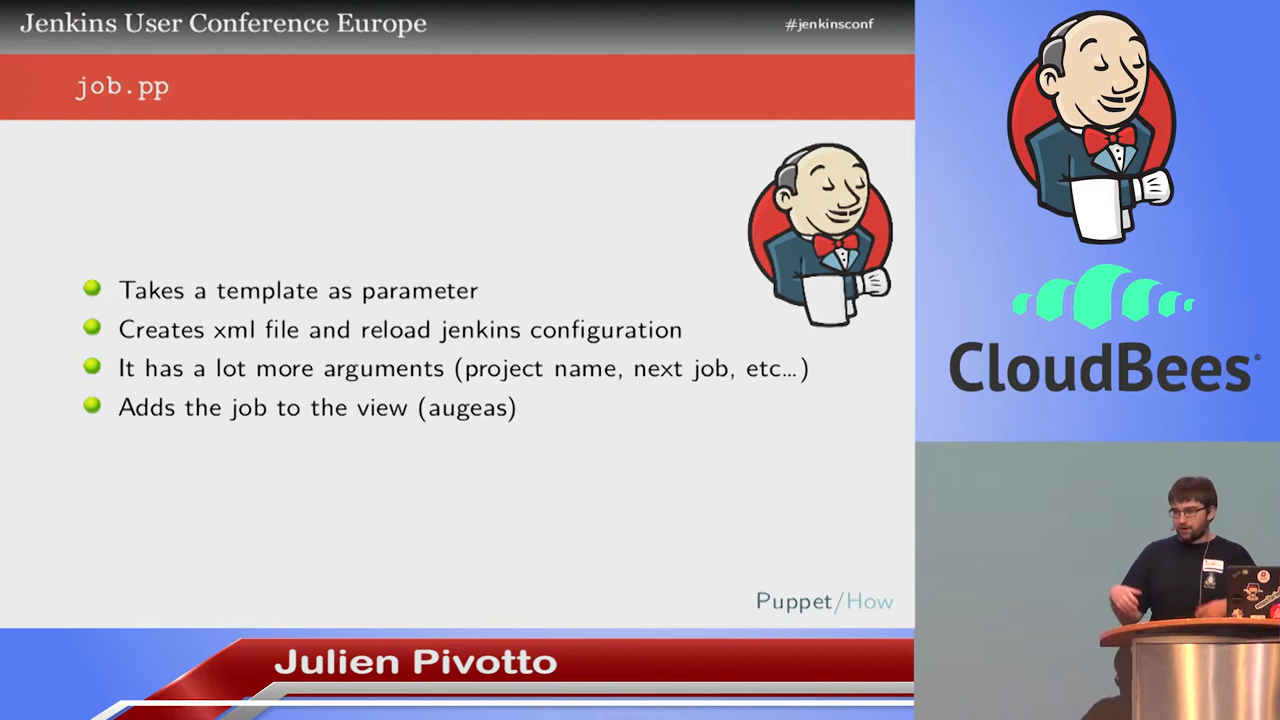 Jenkins User Conference Europe
#jenkinsconf
job.pp
Takes a template as parameter
Creates xml file and reload jenkins configuration
It has a lot more arguments (project name, next job, etc…)
Adds the job to the view (augeas)
Puppet/How
CloudBees
Julien Pivotto